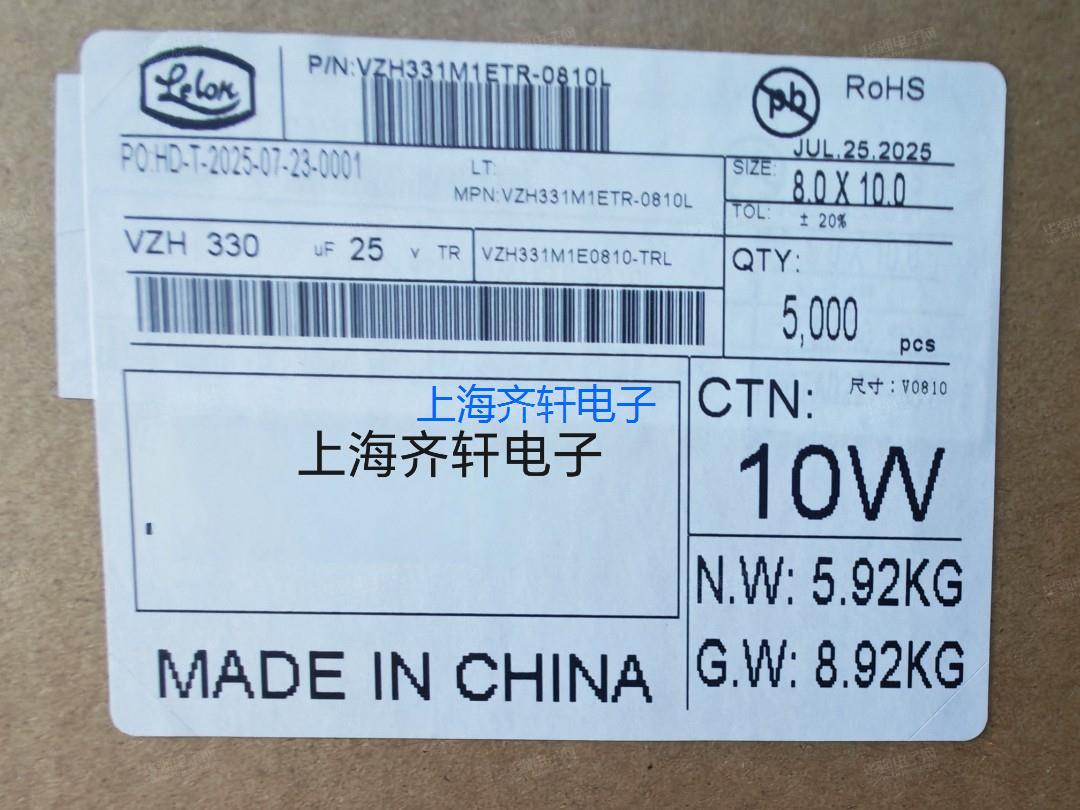 Lelon
P/N:VZH331M1ETR-0810L
pb
RoHS
JUL.25.2025
PO:HD-T-2025-07-23-0001
LT:
MPN:VZH331M1ETR-0810L
SIZE: 8.0 X 10.0
TOL: ± 20%
VZH 330 uF 25 v TR
VZH331M1E0810-TRL
QTY:
5,000 pcs
上海齐轩电子
上海齐轩电子
CTN: 尺寸:V0810
10W
N.W: 5.92KG
G.W: 8.92KG
MADE IN CHINA